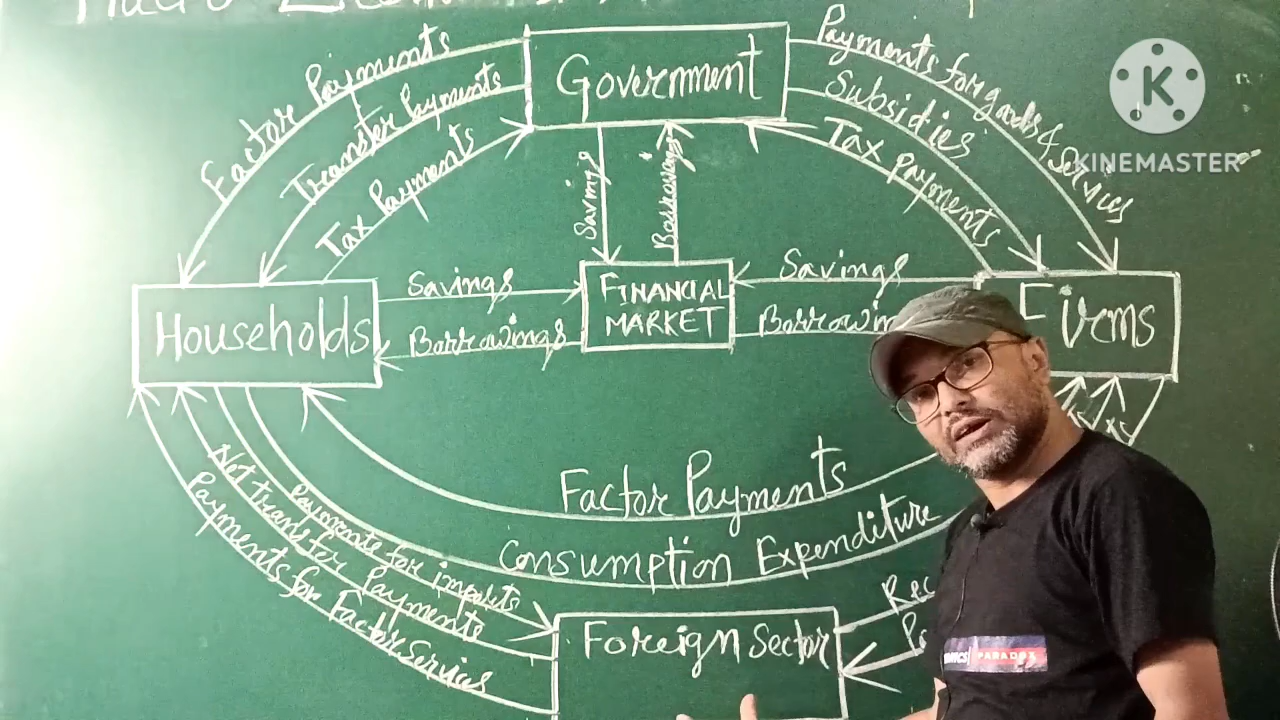 Macro
Government
Factor Payments
Transfer Payments
Tax Payments
Payments for goods & Services
Subsidies
Tax payments
K
KINEMASTER
Savings
Borrowings
Households
Savings
Borrowings
FINANCIAL
MARKET
Savings
Firms
Factor Payments
Consumption Expenditure
Payments for imports
Net transfer Payments
Payments for Factor Services
Foreign Sector
PARADOX